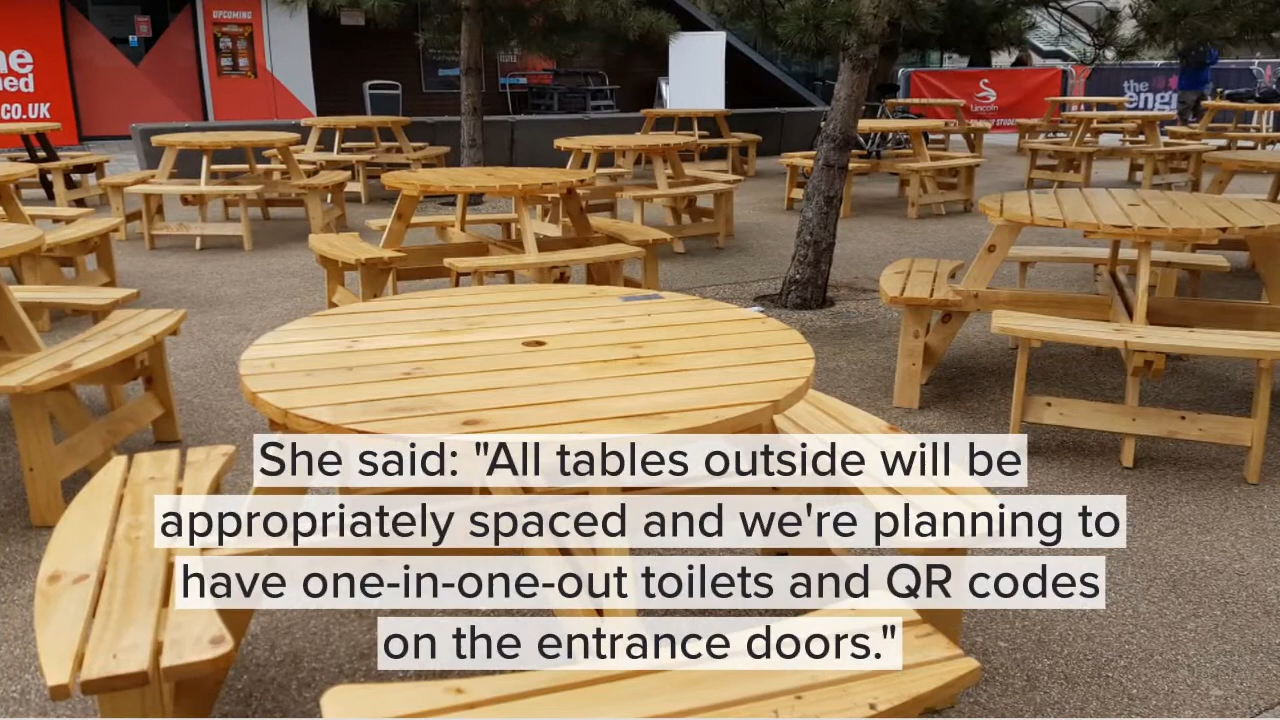 UPCOMING
ne
ned
.CO.UK
Lincoln
the
engi
She said: "All tables outside will be
appropriately spaced and we're planning to
have one-in-one-out toilets and QR codes
on the entrance doors."